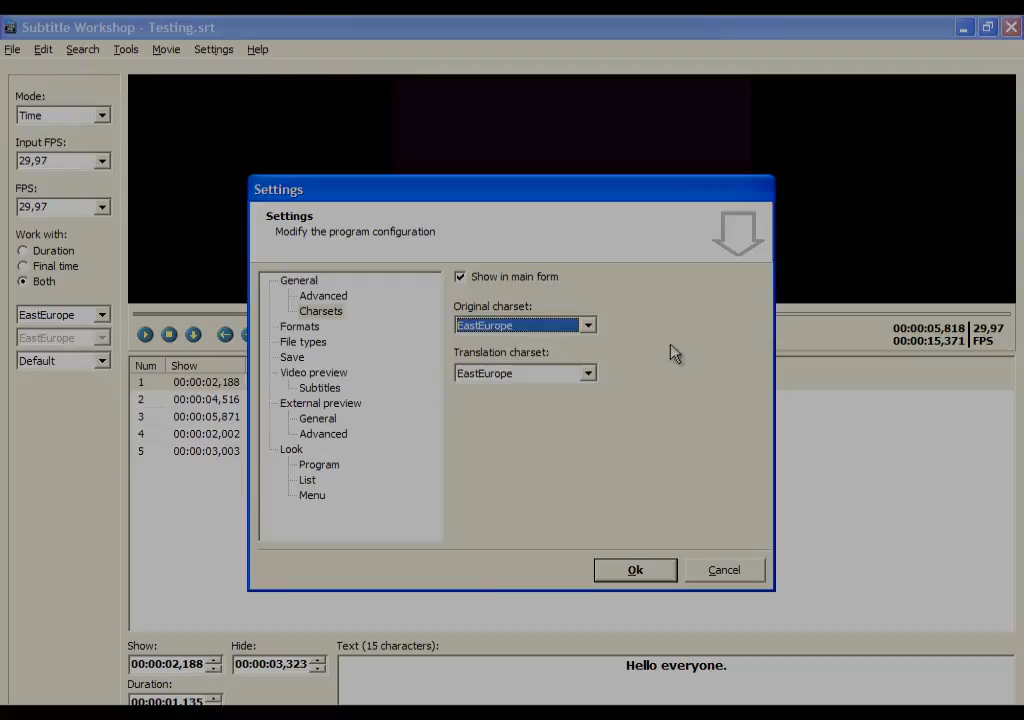 Subtitle Workshop - Testing.srt
File Edit Search Tools Movie Settings Help
Mode:
Time
Input FPS:
29,97
FPS:
29,97
Work with:
Duration
Final time
Both
EastEurope
EastEurope
Default
00:00:05,818 29,97
00:00:15,371 FPS
Num Show
1 00:00:02,188
2 00:00:04,516
3 00:00:05,871
4 00:00:02,002
5 00:00:03,003
Settings
Settings
Modify the program configuration
General
Advanced
Charsets
Formats
File types
Save
Video preview
Subtitles
External preview
General
Advanced
Look
Program
List
Menu
Show in main form
Original charset:
EastEurope
Translation charset:
EastEurope
Ok Cancel
Show: Hide: Text (15 characters):
00:00:02,188 00:00:03,323 Hello everyone.
Duration:
00:00:01,135